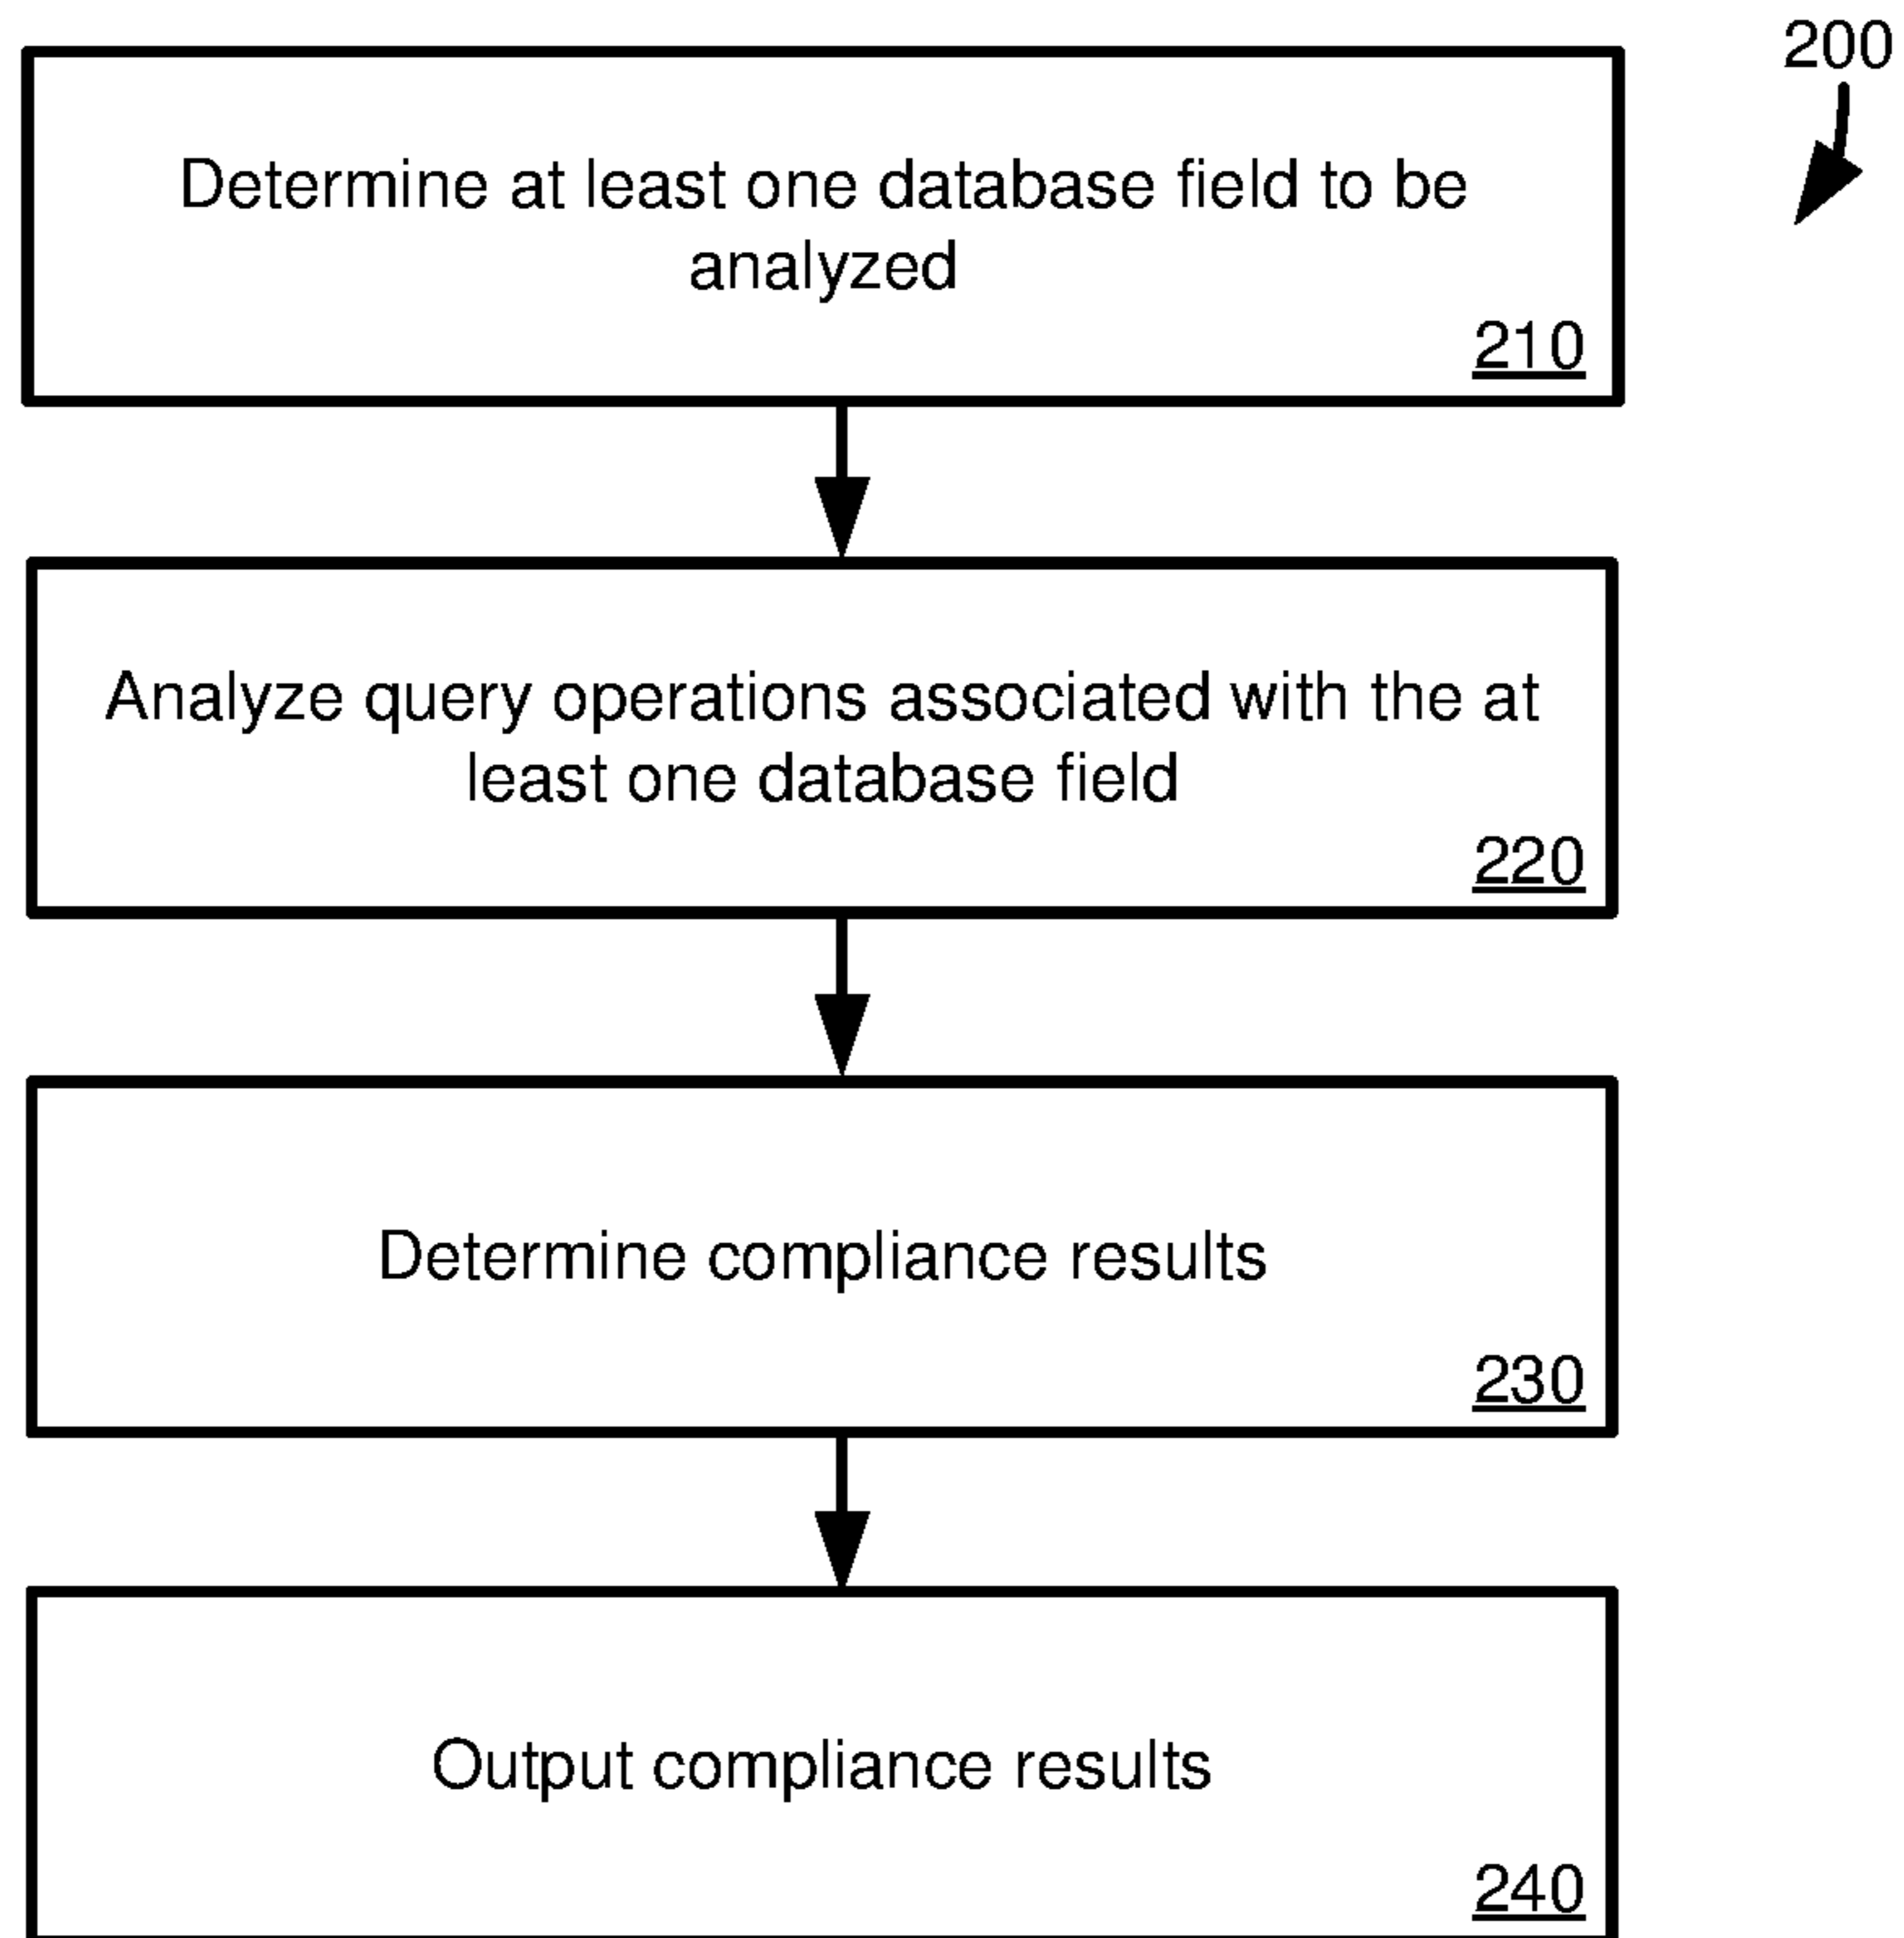 200
Determine at least one database field to be
analyzed
210
Analyze query operations associated with the at
least one database field
220
Determine compliance results
230
Output compliance results
240